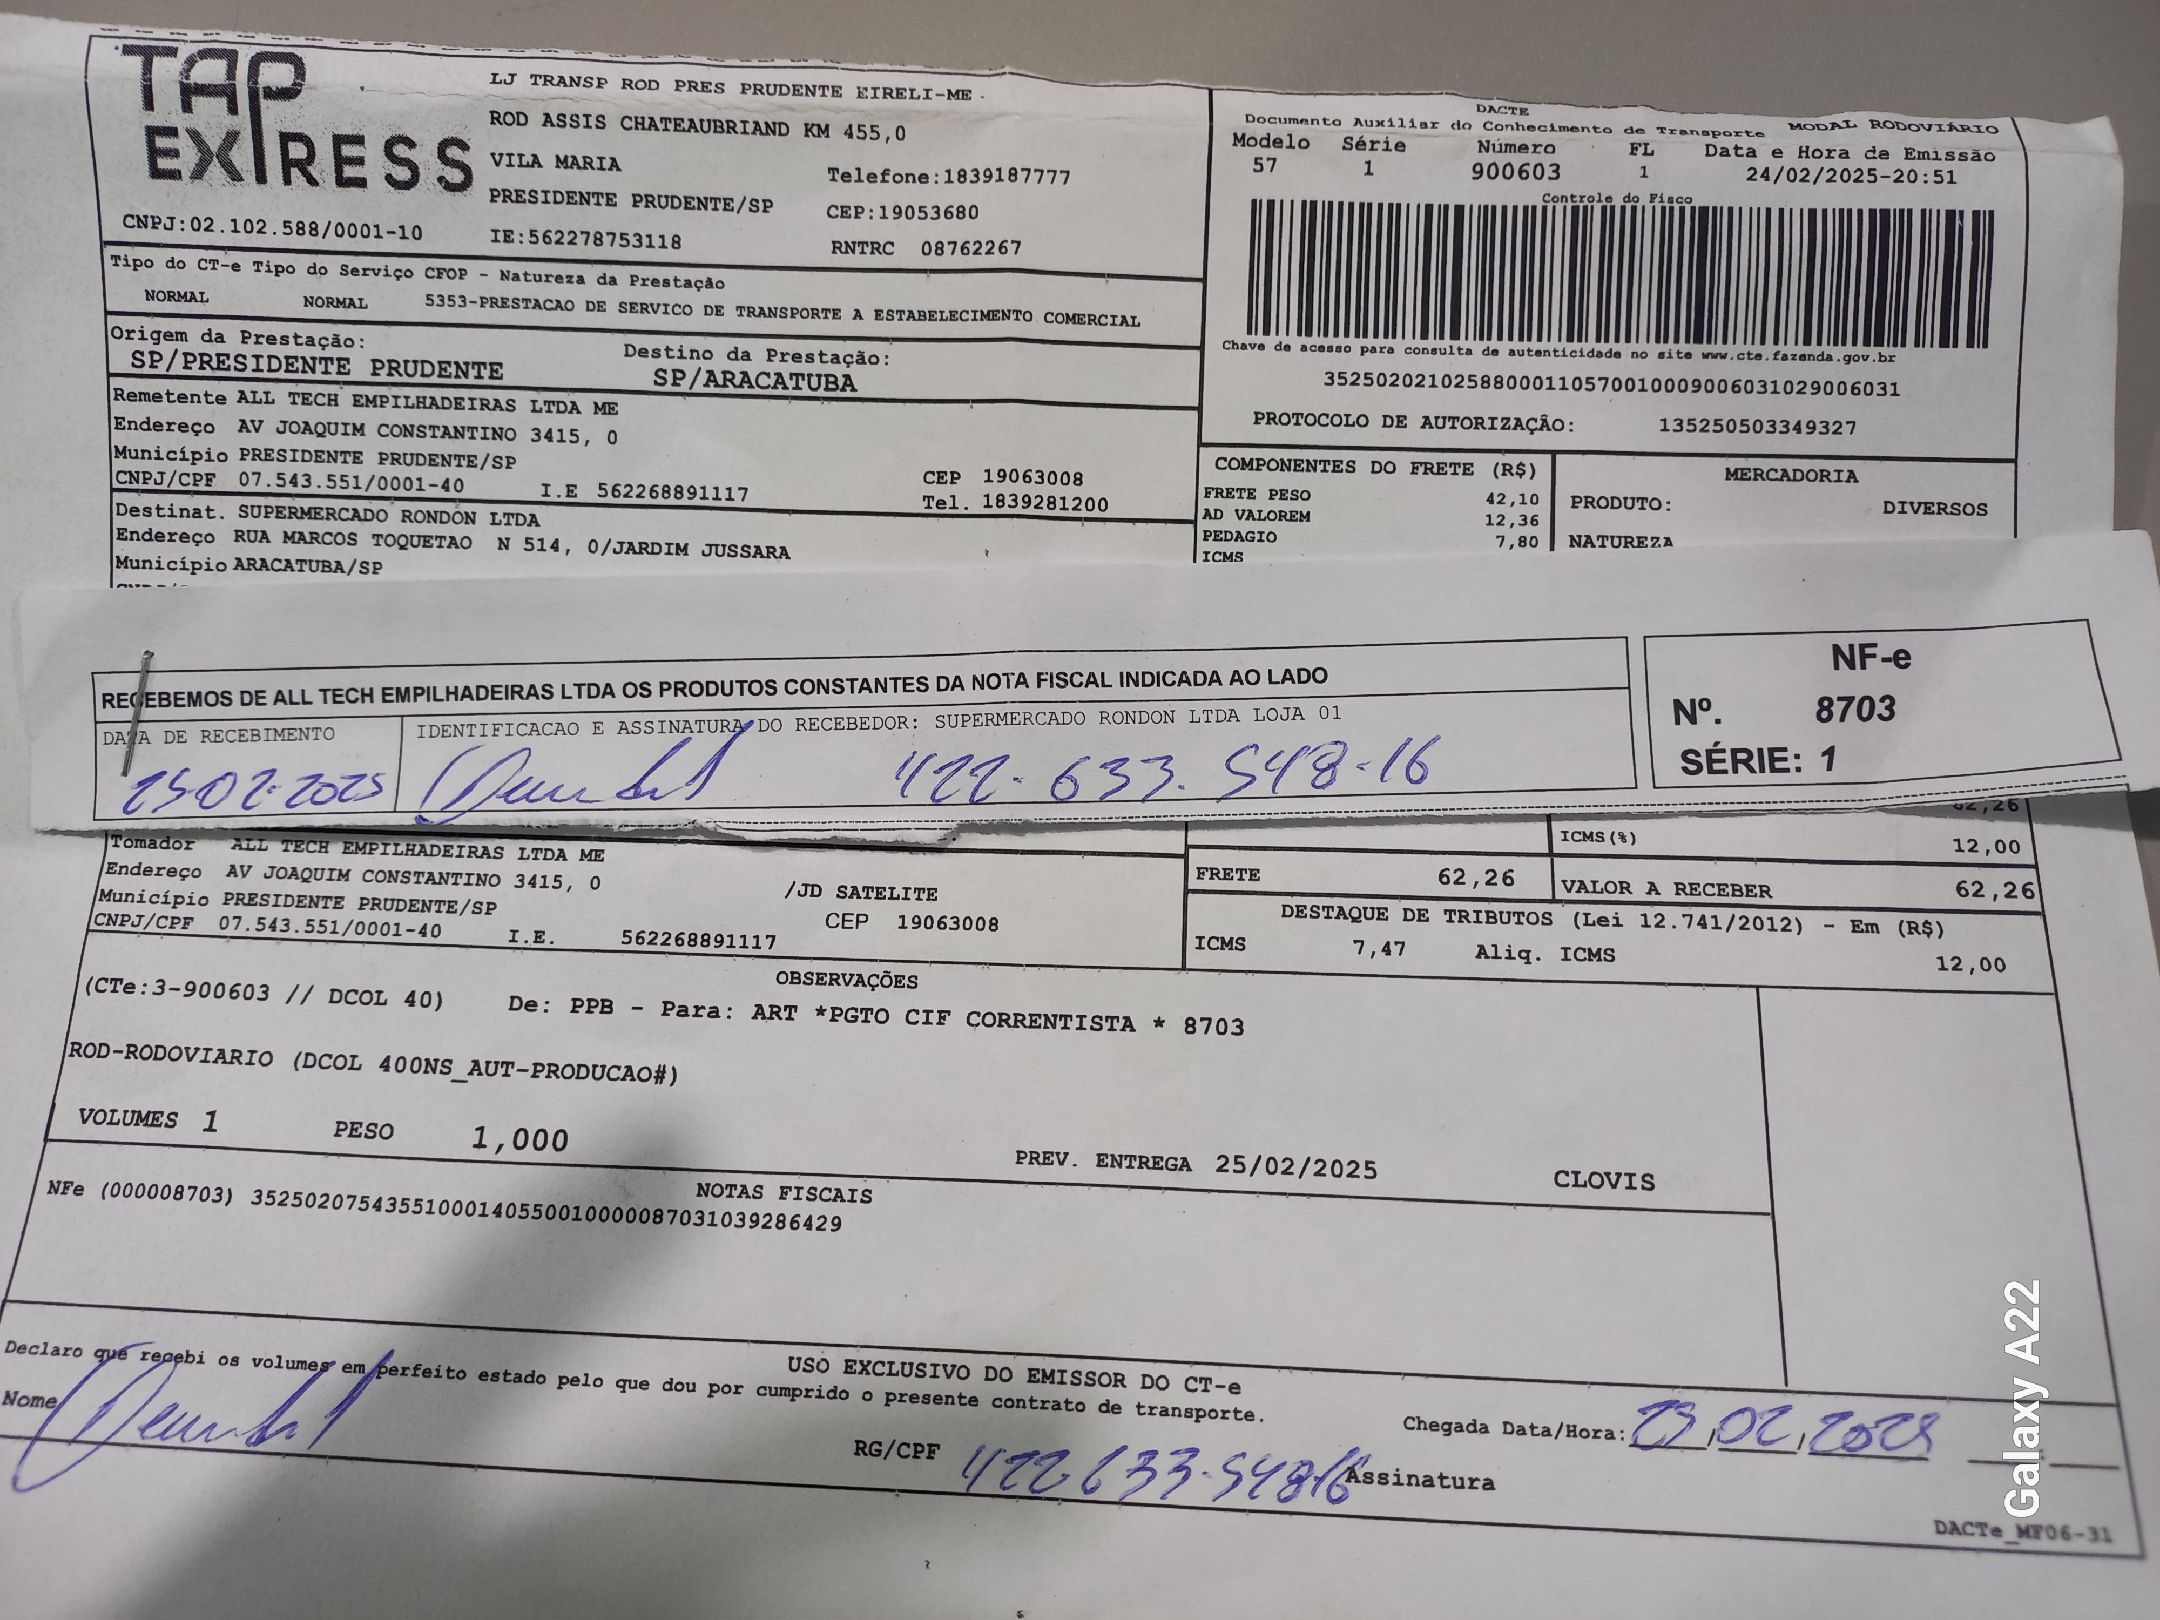 TAP EXPRESS
LJ TRANSP ROD PRES PRUDENTE EIRELI-ME
ROD ASSIS CHATEAUBRIAND KM 455,0
VILA MARIA
Telefone:1839187777
PRESIDENTE PRUDENTE/SP
CEP:19053680
CNPJ:02.102.588/0001-10
IE:562278753118
RNTRC 08762267
DACTE
Documento Auxiliar do Conhecimento de Transporte MODAL RODOVIÁRIO
Modelo Série Número FL Data e Hora de Emissão
57 1 900603 1 24/02/2025-20:51
Controle do Fisco
Chave de acesso para consulta de autenticidade no site www.cte.fazenda.gov.br
35250202102588000110570010009006031029006031
PROTOCOLO DE AUTORIZAÇÃO: 135250503349327
Tipo do CT-e Tipo do Serviço CFOP - Natureza da Prestação
NORMAL NORMAL 5353-PRESTACAO DE SERVICO DE TRANSPORTE A ESTABELECIMENTO COMERCIAL
Origem da Prestação: Destino da Prestação:
SP/PRESIDENTE PRUDENTE SP/ARACATUBA
Remetente ALL TECH EMPILHADEIRAS LTDA ME
Endereço AV JOAQUIM CONSTANTINO 3415, 0
Município PRESIDENTE PRUDENTE/SP CEP 19063008
CNPJ/CPF 07.543.551/0001-40 I.E 562268891117 Tel. 1839281200
Destinat. SUPERMERCADO RONDON LTDA
Endereço RUA MARCOS TOQUETAO N 514, 0/JARDIM JUSSARA
Município ARACATUBA/SP
COMPONENTES DO FRETE (R$)
FRETE PESO 42,10
AD VALOREM 12,36
PEDAGIO 7,80
ICMS
MERCADORIA
PRODUTO: DIVERSOS
NATUREZA
RECEBEMOS DE ALL TECH EMPILHADEIRAS LTDA OS PRODUTOS CONSTANTES DA NOTA FISCAL INDICADA AO LADO
DATA DE RECEBIMENTO
IDENTIFICACAO E ASSINATURA DO RECEBEDOR: SUPERMERCADO RONDON LTDA LOJA 01
25-02-2025 422.633.548-16
NF-e
Nº. 8703
SÉRIE: 1
62,26
ICMS(%) 12,00
Tomador ALL TECH EMPILHADEIRAS LTDA ME
Endereço AV JOAQUIM CONSTANTINO 3415, 0 /JD SATELITE
Município PRESIDENTE PRUDENTE/SP CEP 19063008
CNPJ/CPF 07.543.551/0001-40 I.E. 562268891117
FRETE 62,26 VALOR A RECEBER 62,26
DESTAQUE DE TRIBUTOS (Lei 12.741/2012) - Em (R$)
ICMS 7,47 Aliq. ICMS 12,00
OBSERVAÇÕES
(CTe:3-900603 // DCOL 40) De: PPB - Para: ART *PGTO CIF CORRENTISTA * 8703
ROD-RODOVIARIO (DCOL 400NS_AUT-PRODUCAO#)
VOLUMES 1 PESO 1,000
PREV. ENTREGA 25/02/2025 CLOVIS
NOTAS FISCAIS
NFe (000008703) 35250207543551000140550010000087031039286429
USO EXCLUSIVO DO EMISSOR DO CT-e
Declaro que recebi os volumes em perfeito estado pelo que dou por cumprido o presente contrato de transporte.
Nome
RG/CPF 422 633.548-16
Chegada Data/Hora: 25,02,2025
Assinatura
DACTe_MF06-31
Galaxy A22